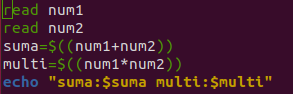 read num1
read num2
suma=$((num1+num2))
multi=$((num1*num2))
echo "suma:$suma multi:$multi"